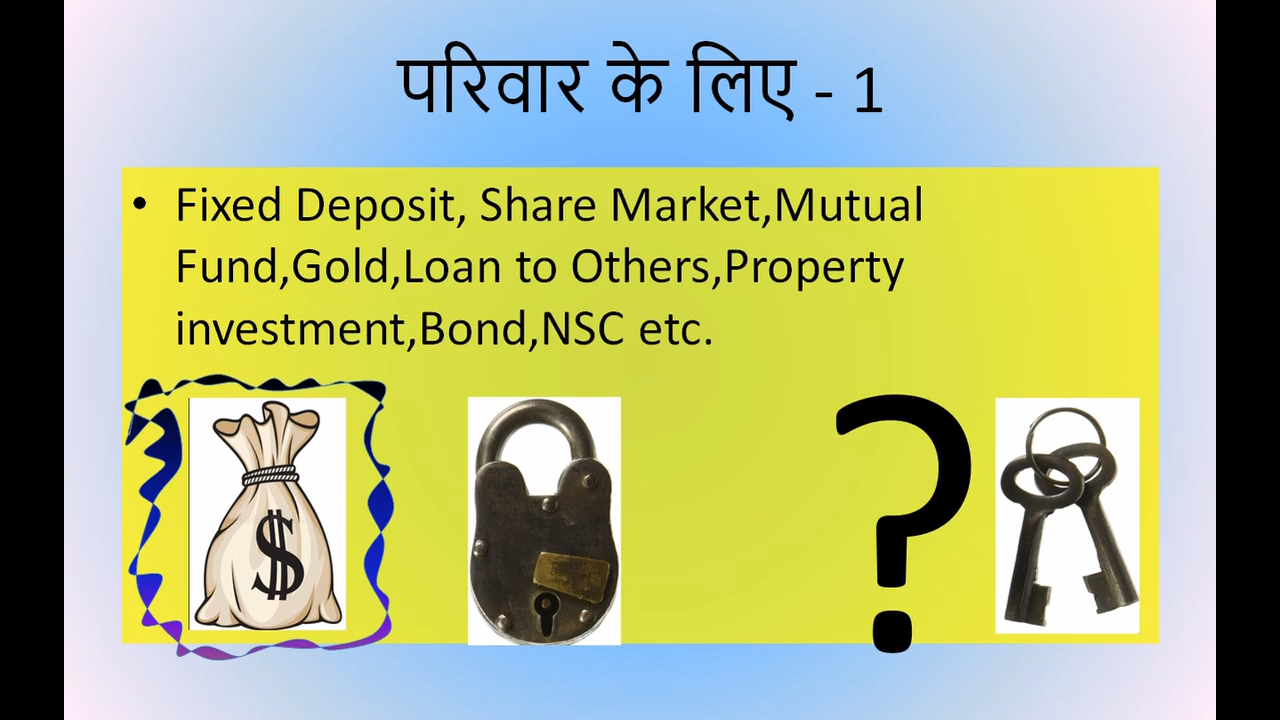 परिवार के लिए - 1
• Fixed Deposit, Share Market,Mutual
Fund,Gold,Loan to Others,Property
investment,Bond,NSC etc.
$
?